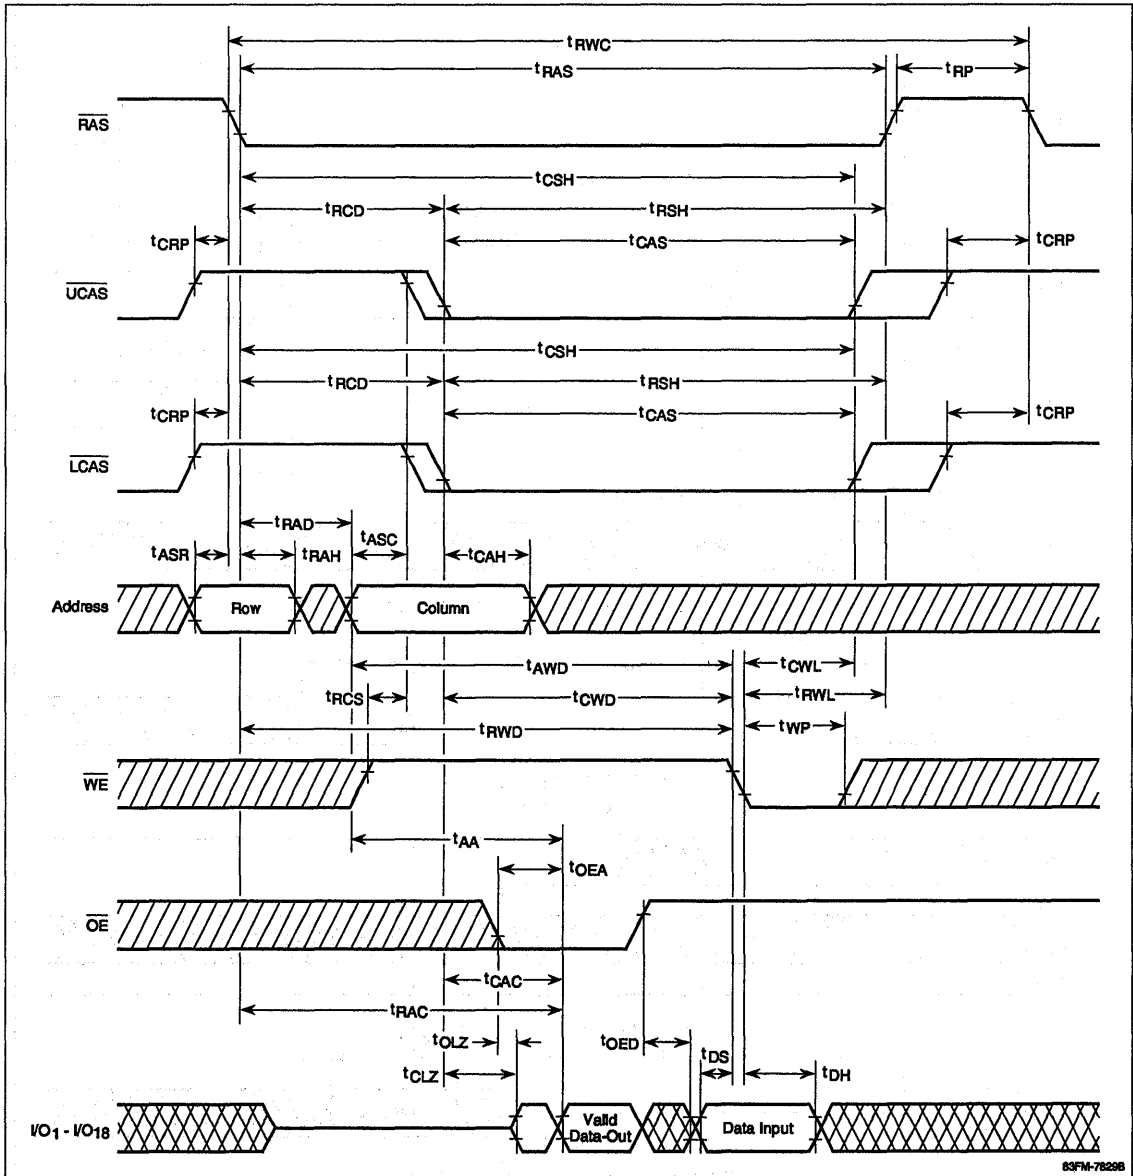 tRWC
tRAS
tRP
RAS
tCSH
tRCD
tRSH
tCRP
tCAS
tCRP
UCAS
tCSH
tRCD
tRSH
tCRP
tCAS
tCRP
LCAS
tRAD
tASC
tASR
tRAH
tCAH
Address
Row
Column
tAWD
tCWL
tRCS
tCWD
tRWL
tRWD
tWP
WE
tAA
tOEA
OE
tCAC
tRAC
tOLZ
tOED
tDS
tCLZ
tDH
I/O1 - I/O18
Valid
Data-Out
Data Input
83FM-7829B